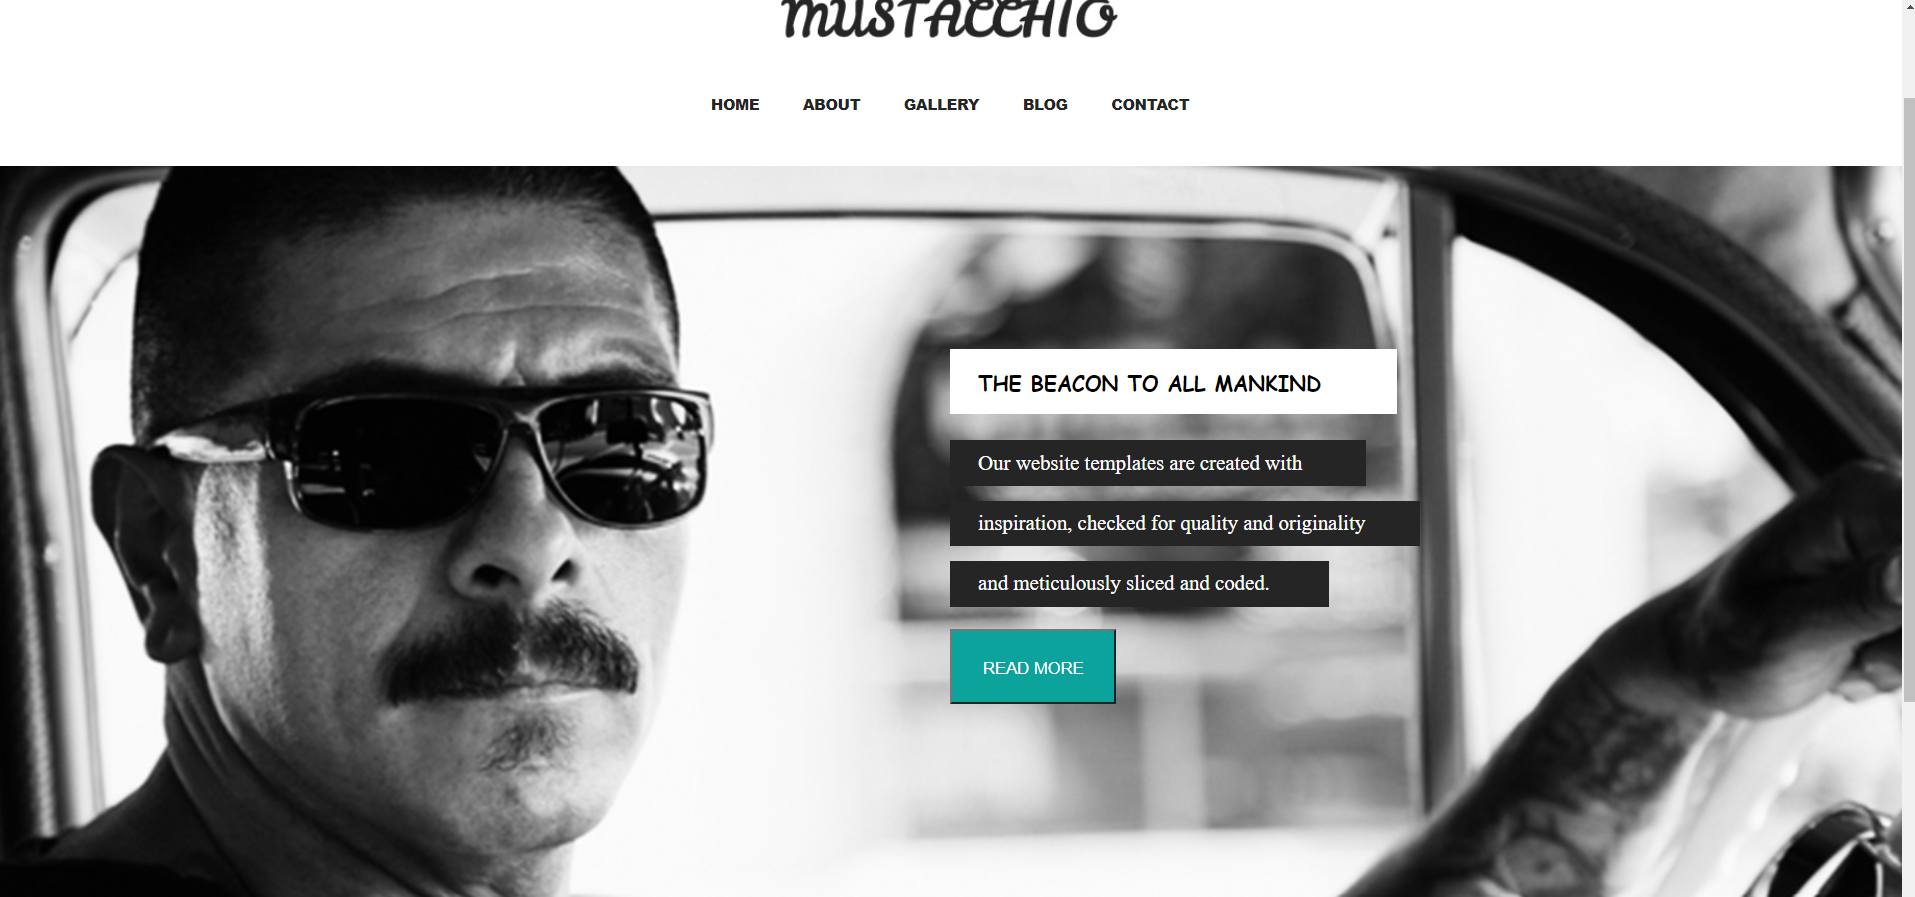 MUSTACCHIO
HOME ABOUT GALLERY BLOG CONTACT
THE BEACON TO ALL MANKIND
Our website templates are created with
inspiration, checked for quality and originality
and meticulously sliced and coded.
READ MORE